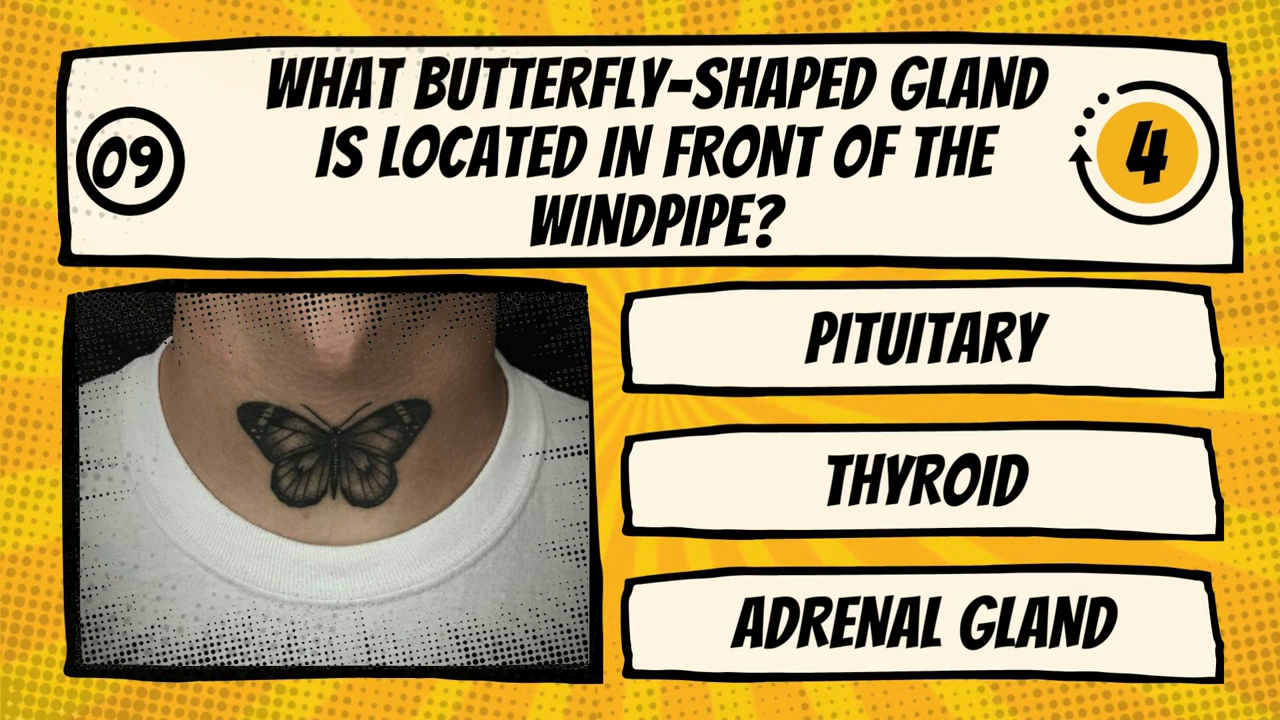 WHAT BUTTERFLY-SHAPED GLAND
IS LOCATED IN FRONT OF THE
WINDPIPE?
09
4
PITUITARY
THYROID
ADRENAL GLAND